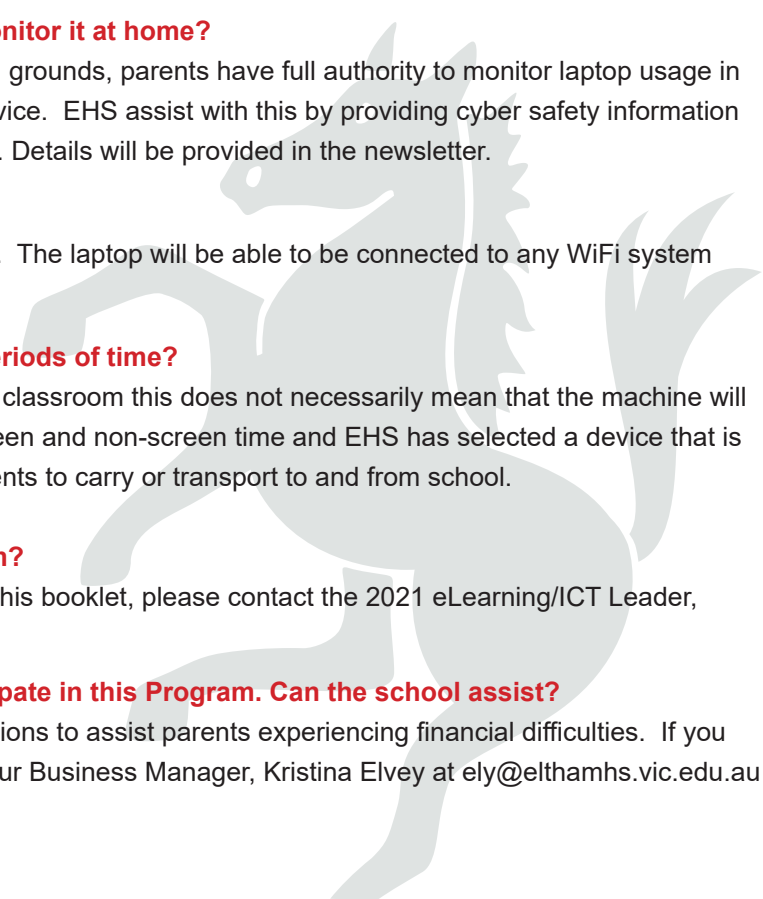 nitor it at home?
grounds, parents have full authority to monitor laptop usage in
vice. EHS assist with this by providing cyber safety information
. Details will be provided in the newsletter.
. The laptop will be able to be connected to any WiFi system
eriods of time?
classroom this does not necessarily mean that the machine will
een and non-screen time and EHS has selected a device that is
ents to carry or transport to and from school.
n?
his booklet, please contact the 2021 eLearning/ICT Leader,
pate in this Program. Can the school assist?
ions to assist parents experiencing financial difficulties. If you
ur Business Manager, Kristina Elvey at ely@elthamhs.vic.edu.au